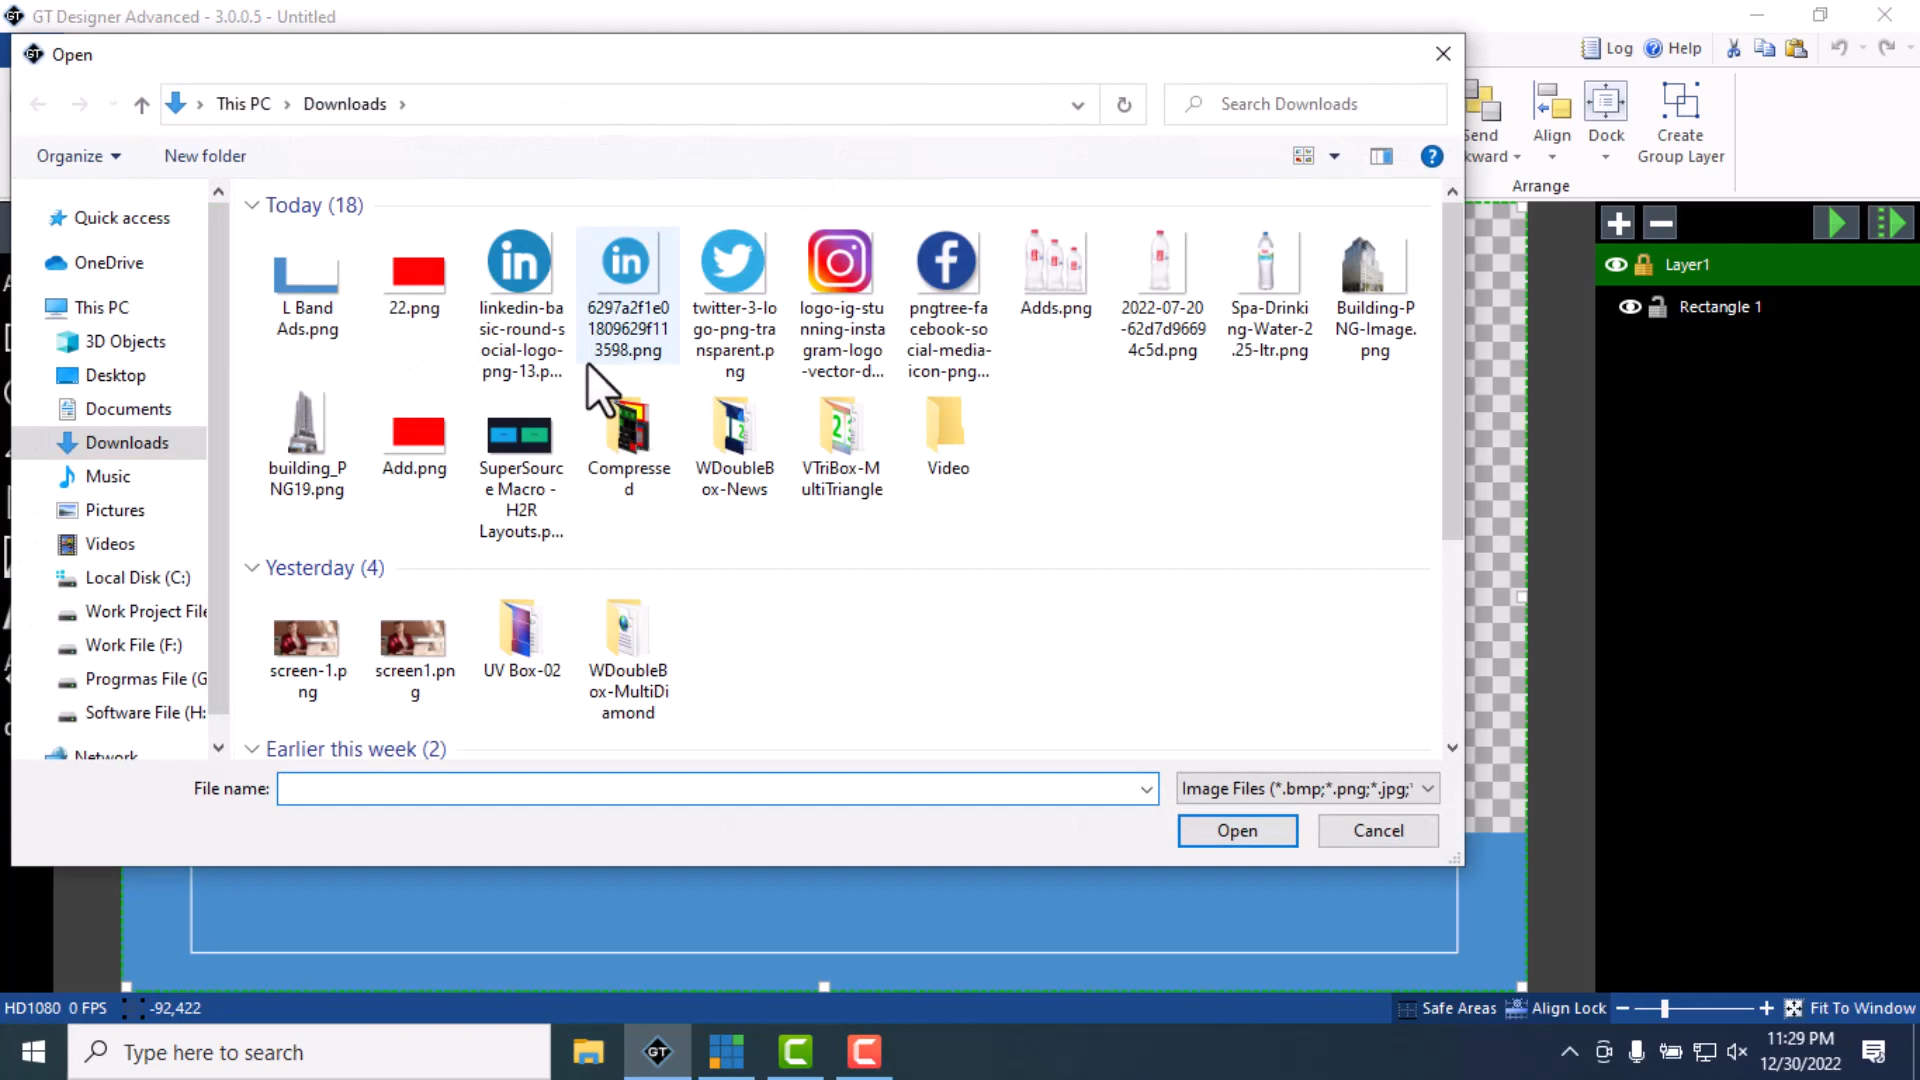 GT Designer Advanced - 3.0.0.5 - Untitled
GT Open
Log Help
This PC Downloads
Search Downloads
Send
kward
Align
Dock
Create
Group Layer
Arrange
Organize New folder
Quick access
OneDrive
This PC
3D Objects
Desktop
Documents
Downloads
Music
Pictures
Videos
Local Disk (C:)
Work Project File
Work File (F:)
Progrmas File (G
Software File (H:
Network
Today (18)
L Band
Ads.png
22.png
linkedin-ba
sic-round-s
ocial-logo-
png-13.p...
6297a2f1e0
1809629f11
3598.png
twitter-3-lo
go-png-tra
nsparent.p
ng
logo-ig-stu
nning-insta
gram-logo
-vector-d...
pngtree-fa
cebook-so
cial-media-
icon-png...
Adds.png
2022-07-20
-62d7d9669
4c5d.png
Spa-Drinki
ng-Water-2
.25-ltr.png
Building-P
NG-Image.
png
building_P
NG19.png
Add.png
SuperSourc
e Macro -
H2R
Layouts.p...
Compresse
d
WDoubleB
ox-News
VTriBox-M
ultiTriangle
Video
Yesterday (4)
screen-1.p
ng
screen1.pn
g
UV Box-02
WDoubleB
ox-MultiDi
amond
Earlier this week (2)
File name:
Image Files (*.bmp;*.png;*.jpg;*
Open Cancel
Layer1
Rectangle 1
HD1080 0 FPS -92,422
Safe Areas Align Lock Fit To Window
Type here to search
GT
11:29 PM
12/30/2022